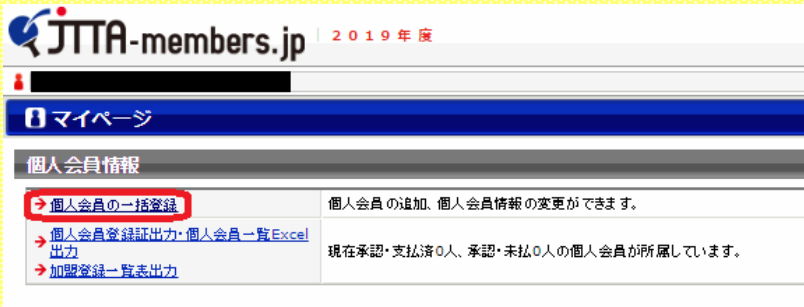 JTTA-members.jp
2019年度
マイページ
個人会員情報
個人会員の一括登録
個人会員の追加、個人会員情報の変更ができます。
個人会員登録証出力・個人会員一覧Excel
出力
加盟登録一覧表出力
現在承認・支払済0人、承認・未払0人の個人会員が所属しています。